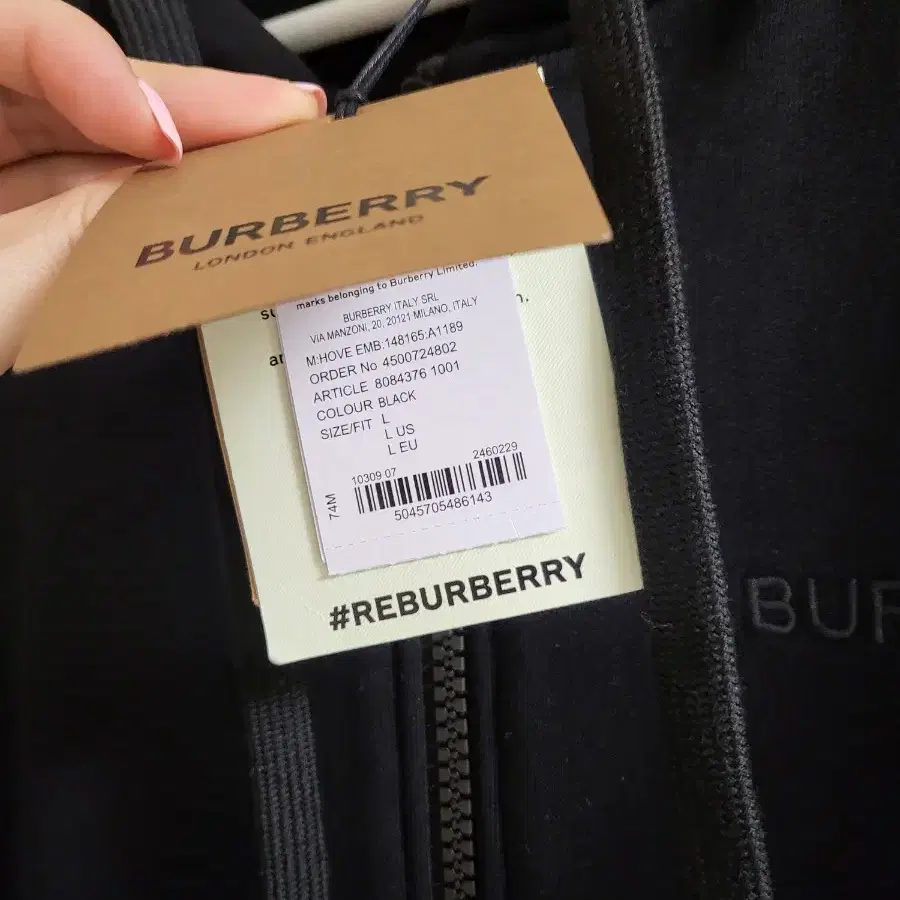 BURBERRY
LONDON ENGLAND
marks belonging to Burberry Limited.
BURBERRY ITALY SRL
VIA MANZONI, 20, 20121 MILANO, ITALY
M:HOVE EMB:148165:A1189
ORDER No 4500724802
ARTICLE 8084376 1001
COLOUR BLACK
SIZE/FIT L
L US
L EU
10309 07 2460229
74M
5045705486143
#REBURBERRY
BUR